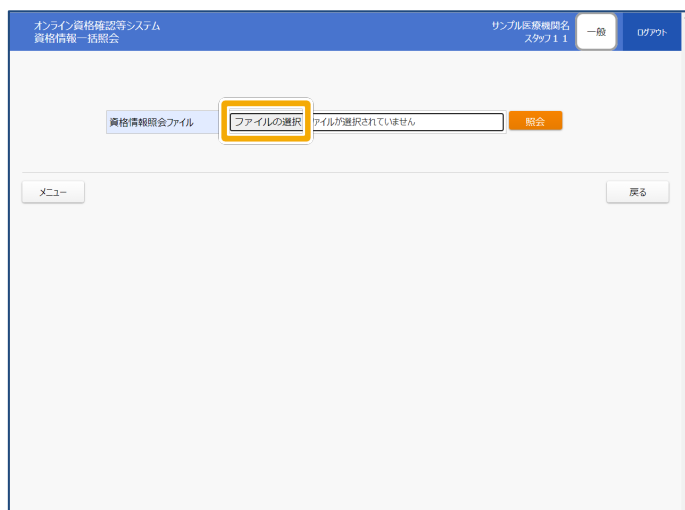 オンライン資格確認等システム
資格情報一括照会
サンプル医療機関名
スタッフ11
一般
ログアウト
資格情報照会ファイル
ファイルの選択
ァイルが選択されていません
照会
メニュー
戻る